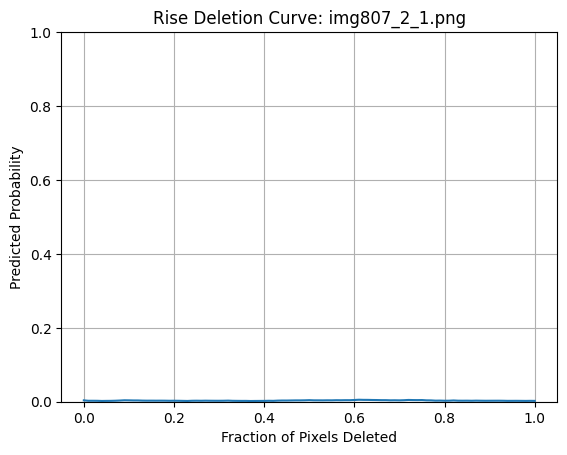 Rise Deletion Curve: img807_2_1.png
1.0
0.8
0.6
0.4
0.2
0.0
Predicted Probability
0.0 0.2 0.4 0.6 0.8 1.0
Fraction of Pixels Deleted